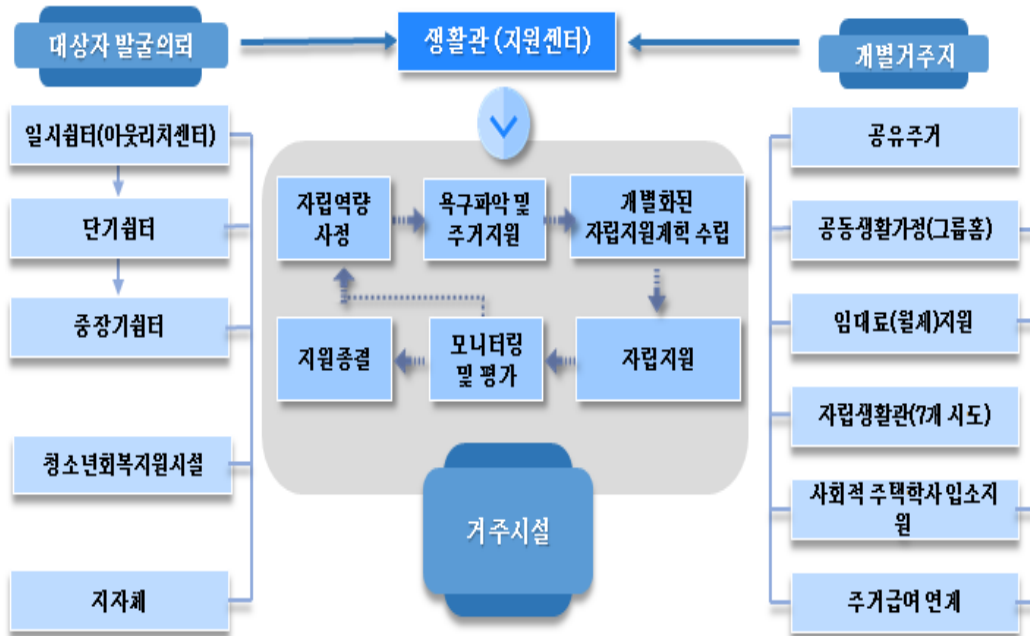 대상자 발굴의뢰
생활관 (지원센터)
개별거주지
일시쉼터(아웃리치센터)
단기쉼터
중장기쉼터
청소년회복지원시설
지자체
자립역량
사정
욕구파악 및
주거지원
개별화된
자립지원계획 수립
지원종결
모니터링
및 평가
자립지원
거주시설
공유주거
공동생활가정(그룹홈)
임대료(월세)지원
자립생활관(7개 시도)
사회적 주택학사 입소지
원
주거급여 연계